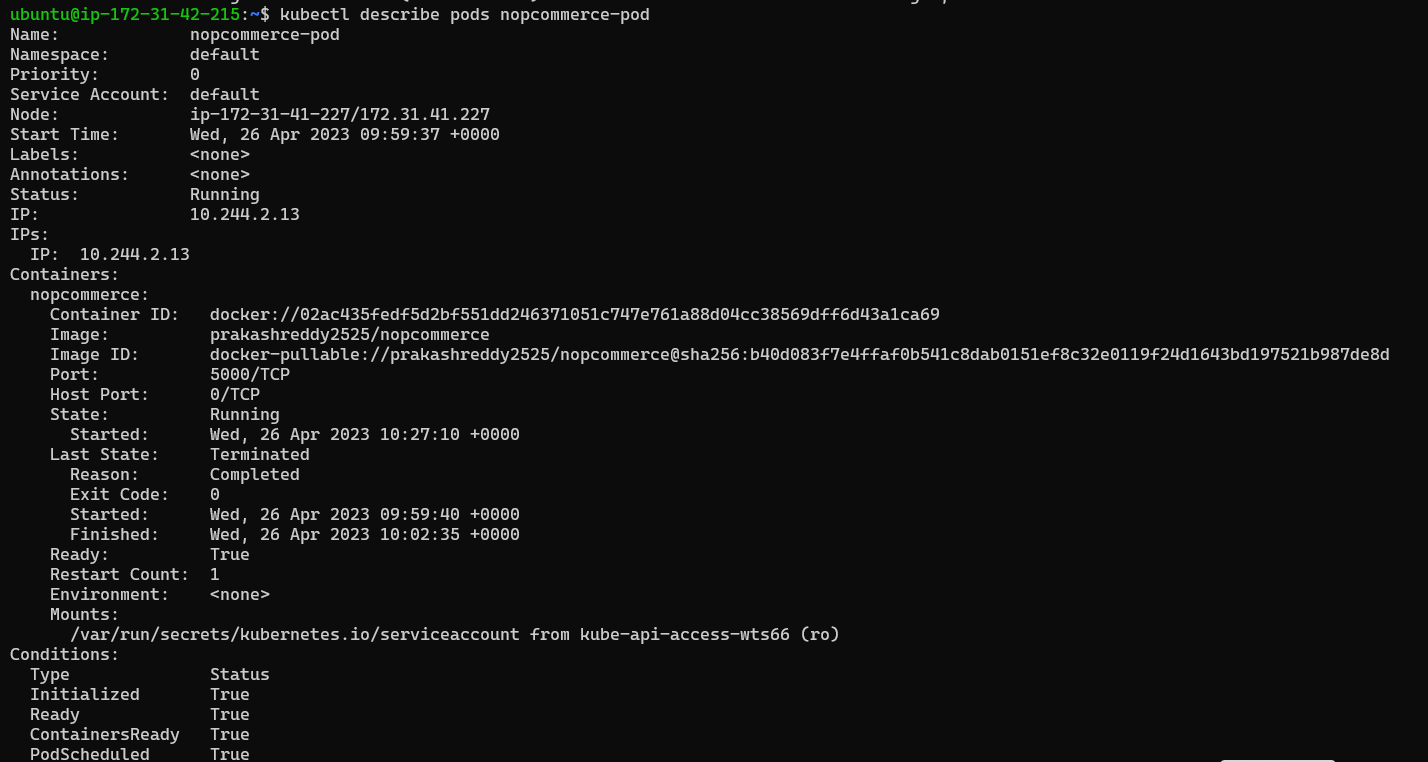 ubuntu@ip-172-31-42-215:~$ kubectl describe pods nopcommerce-pod
Name:             nopcommerce-pod
Namespace:        default
Priority:         0
Service Account:  default
Node:             ip-172-31-41-227/172.31.41.227
Start Time:       Wed, 26 Apr 2023 09:59:37 +0000
Labels:           <none>
Annotations:      <none>
Status:           Running
IP:               10.244.2.13
IPs:
  IP:  10.244.2.13
Containers:
  nopcommerce:
    Container ID:   docker://02ac435fedf5d2bf551dd246371051c747e761a88d04cc38569dff6d43a1ca69
    Image:          prakashreddy2525/nopcommerce
    Image ID:       docker-pullable://prakashreddy2525/nopcommerce@sha256:b40d083f7e4ffaf0b541c8dab0151ef8c32e0119f24d1643bd197521b987de8d
    Port:           5000/TCP
    Host Port:      0/TCP
    State:          Running
      Started:      Wed, 26 Apr 2023 10:27:10 +0000
    Last State:     Terminated
      Reason:       Completed
      Exit Code:    0
      Started:      Wed, 26 Apr 2023 09:59:40 +0000
      Finished:     Wed, 26 Apr 2023 10:02:35 +0000
    Ready:          True
    Restart Count:  1
    Environment:    <none>
    Mounts:
      /var/run/secrets/kubernetes.io/serviceaccount from kube-api-access-wts66 (ro)
Conditions:
  Type              Status
  Initialized       True
  Ready             True
  ContainersReady   True
  PodScheduled      True